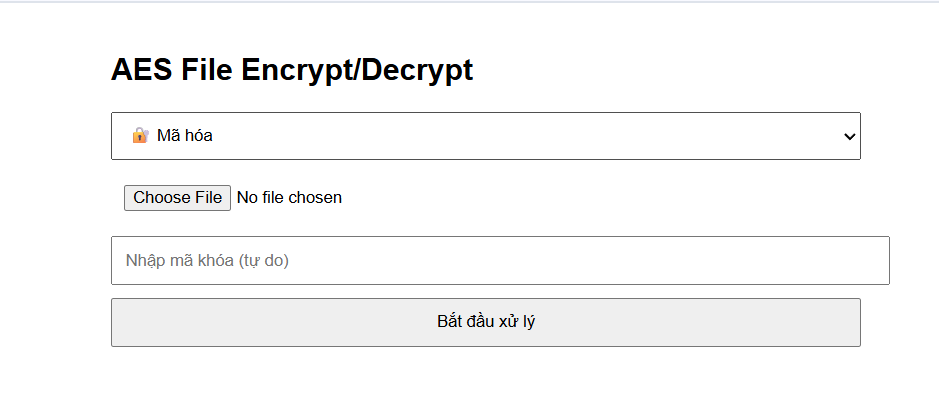 AES File Encrypt/Decrypt
🔐 Mã hóa
Choose File No file chosen
Nhập mã khóa (tự do)
Bắt đầu xử lý